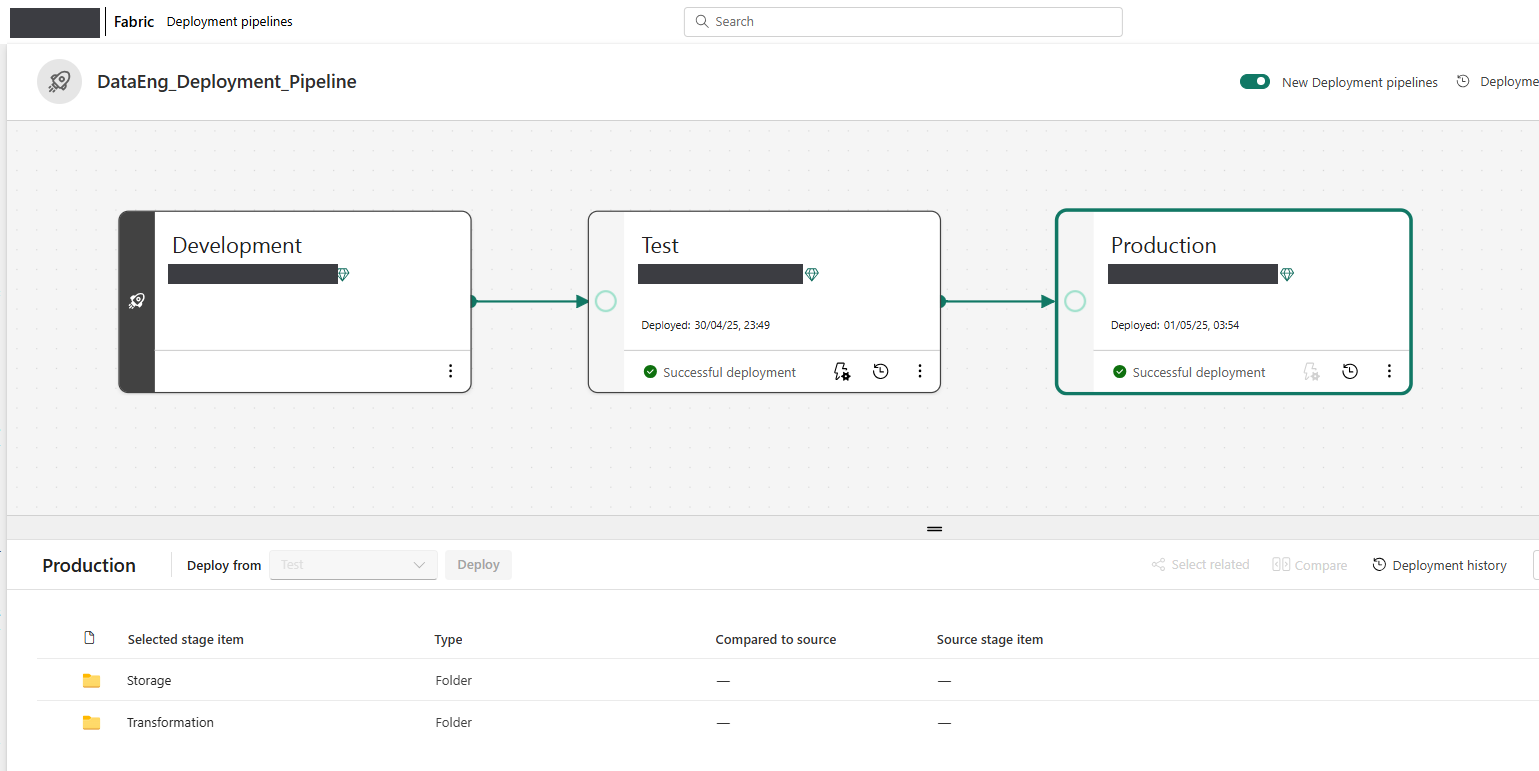 Fabric Deployment pipelines Search
DataEng_Deployment_Pipeline New Deployment pipelines Deployme
Development Test Production
Deployed: 30/04/25, 23:49 Deployed: 01/05/25, 03:54
Successful deployment Successful deployment
Production Deploy from Test Deploy Select related Compare Deployment history
Selected stage item Type Compared to source Source stage item
Storage Folder — —
Transformation Folder — —